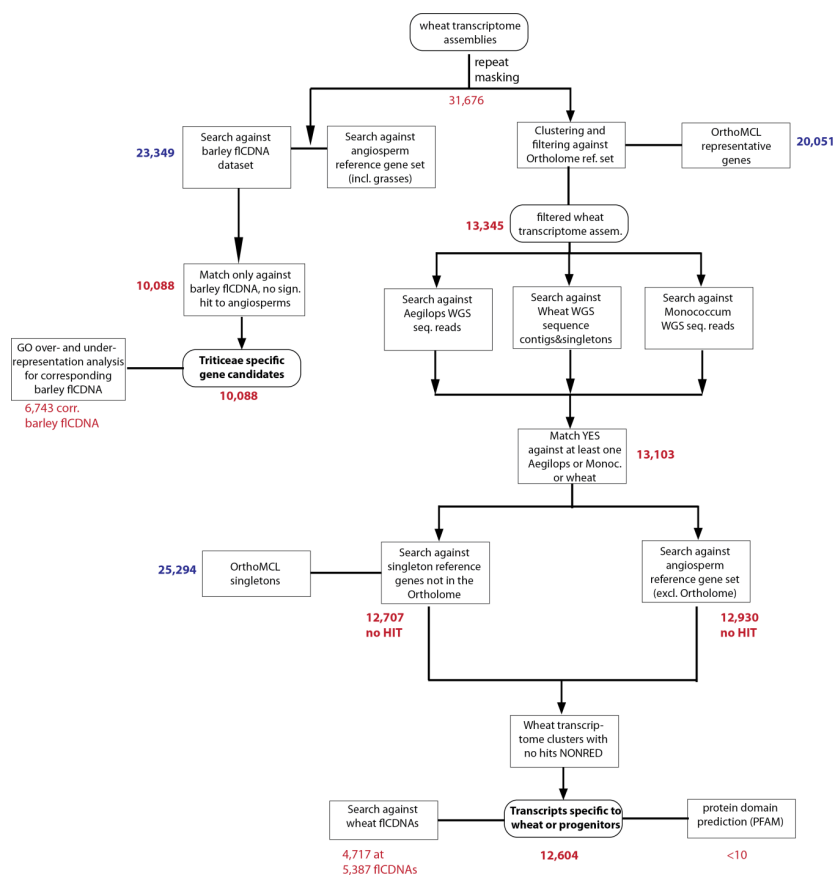 wheat transcriptome
assemblies
repeat
masking
31,676
23,349
Search against
barley flCDNA
dataset
Search against
angiosperm
reference gene set
(incl. grasses)
Clustering and
filtering against
Ortholome ref. set
OrthoMCL
representative
genes
20,051
13,345
filtered wheat
transcriptome assem.
10,088
Match only against
barley flCDNA, no sign.
hit to angiosperms
Search against
Aegilops WGS
seq. reads
Search against
Wheat WGS
sequence
contigs&singletons
Search against
Monococcum
WGS seq. reads
GO over- and under-
representation analysis
for corresponding
barley flCDNA
6,743 corr.
barley flCDNA
Triticeae specific
gene candidates
10,088
Match YES
against at least one
Aegilops or Monoc.
or wheat
13,103
25,294
OrthoMCL
singletons
Search against
singleton reference
genes not in the
Ortholome
12,707
no HIT
Search against
angiosperm
reference gene set
(excl. Ortholome)
12,930
no HIT
Wheat transcrip-
tome clusters with
no hits NONRED
Search against
wheat flCDNAs
4,717 at
5,387 flCDNAs
Transcripts specific to
wheat or progenitors
12,604
protein domain
prediction (PFAM)
<10